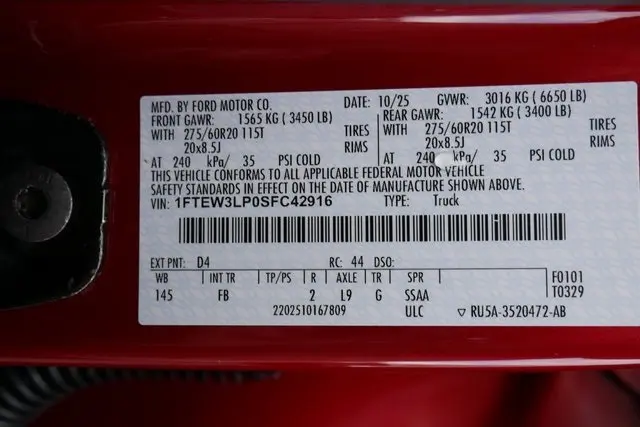 MFD. BY FORD MOTOR CO. DATE: 10/25 GVWR: 3016 KG ( 6650 LB)
FRONT GAWR: 1565 KG ( 3450 LB) REAR GAWR: 1542 KG ( 3400 LB)
WITH 275/60R20 115T TIRES WITH 275/60R20 115T TIRES
20x8.5J RIMS 20x8.5J RIMS
AT 240 kPa/ 35 PSI COLD AT 240 kPa/ 35 PSI COLD
THIS VEHICLE CONFORMS TO ALL APPLICABLE FEDERAL MOTOR VEHICLE
SAFETY STANDARDS IN EFFECT ON THE DATE OF MANUFACTURE SHOWN ABOVE.
VIN: 1FTEW3LP0SFC42916 TYPE: Truck
EXT PNT: D4 RC: 44 DSO:
WB INT TR TP/PS R AXLE TR SPR F0101
145 FB 2 L9 G SSAA T0329
2202510167809 ULC ▽ RU5A-3520472-AB